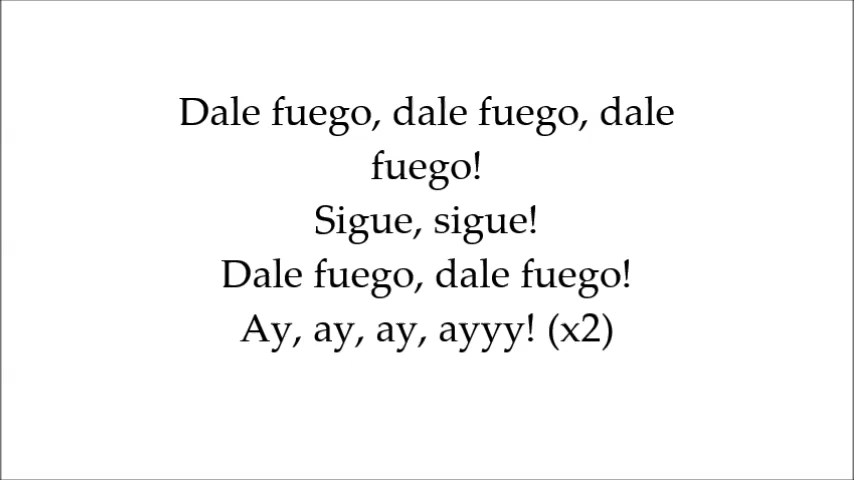 Dale fuego, dale fuego, dale
fuego!
Sigue, sigue!
Dale fuego, dale fuego!
Ay, ay, ay, ayyy! (x2)